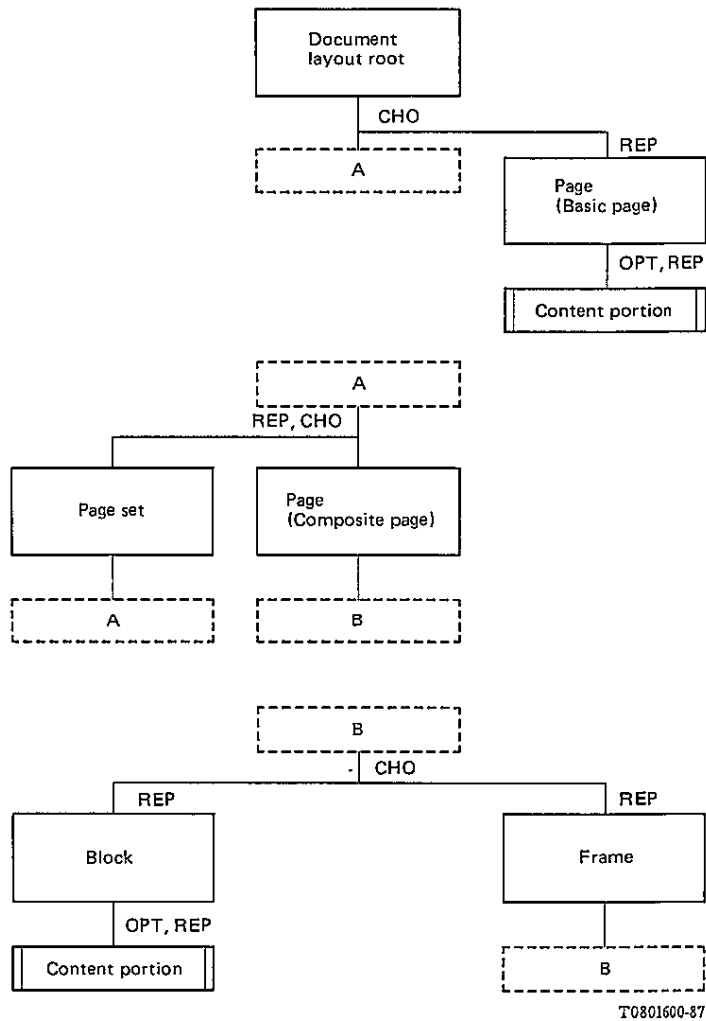 Document
layout root
CHO
A
REP
Page
(Basic page)
OPT, REP
Content portion
A
REP, CHO
Page set
Page
(Composite page)
A
B
B
CHO
REP
REP
Block
Frame
OPT, REP
Content portion
B
T0801600-87